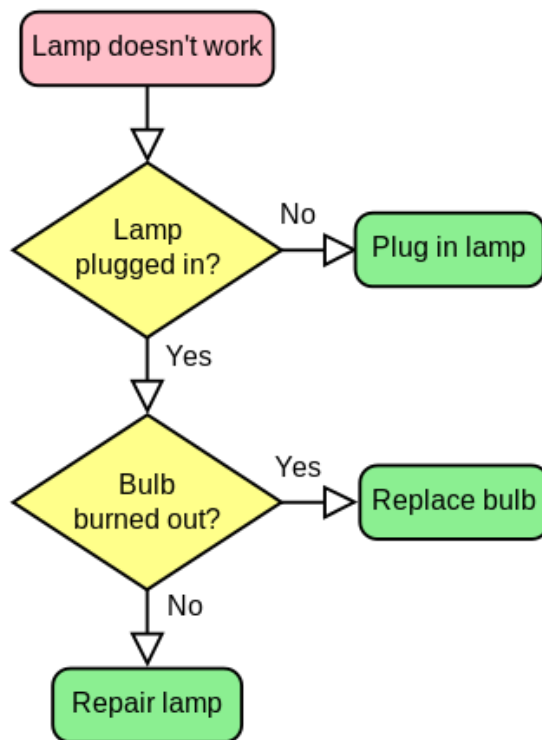 Lamp doesn't work
Lamp
plugged in?
No
Plug in lamp
Yes
Bulb
burned out?
Yes
Replace bulb
No
Repair lamp